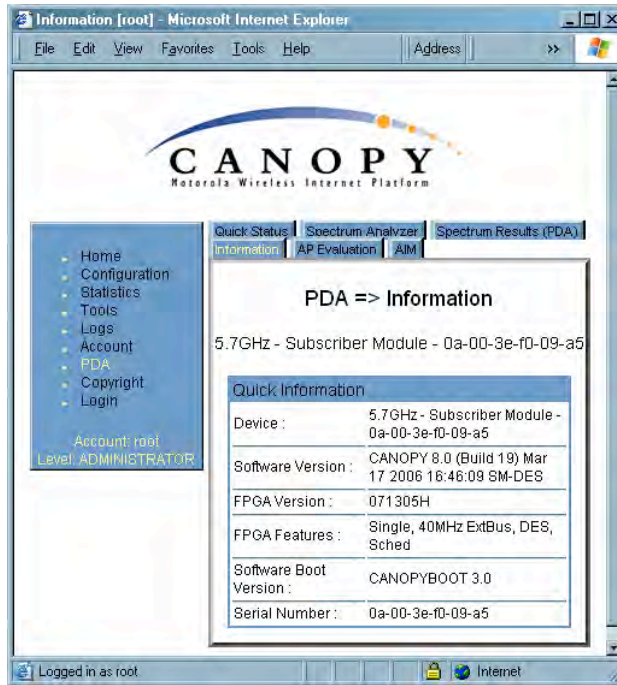 Information [root] - Microsoft Internet Explorer
File Edit View Favorites Tools Help Address »
CANOPY
Motorola Wireless Internet Platform
Quick Status Spectrum Analyzer Spectrum Results (PDA)
Information AP Evaluation AIM
Home
Configuration
Statistics
Tools
Logs
Account
PDA
Copyright
Login
Account: root
Level: ADMINISTRATOR
PDA => Information
5.7GHz - Subscriber Module - 0a-00-3e-f0-09-a5
Quick Information
Device : 5.7GHz - Subscriber Module -
0a-00-3e-f0-09-a5
Software Version : CANOPY 8.0 (Build 19) Mar
17 2006 16:46:09 SM-DES
FPGA Version : 071305H
FPGA Features : Single, 40MHz ExtBus, DES,
Sched
Software Boot
Version : CANOPYBOOT 3.0
Serial Number : 0a-00-3e-f0-09-a5
Logged in as root Internet